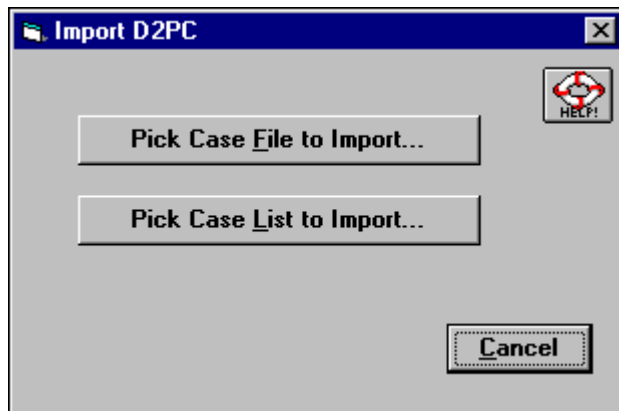 Import D2PC
HELP!
Pick Case File to Import...
Pick Case List to Import...
Cancel